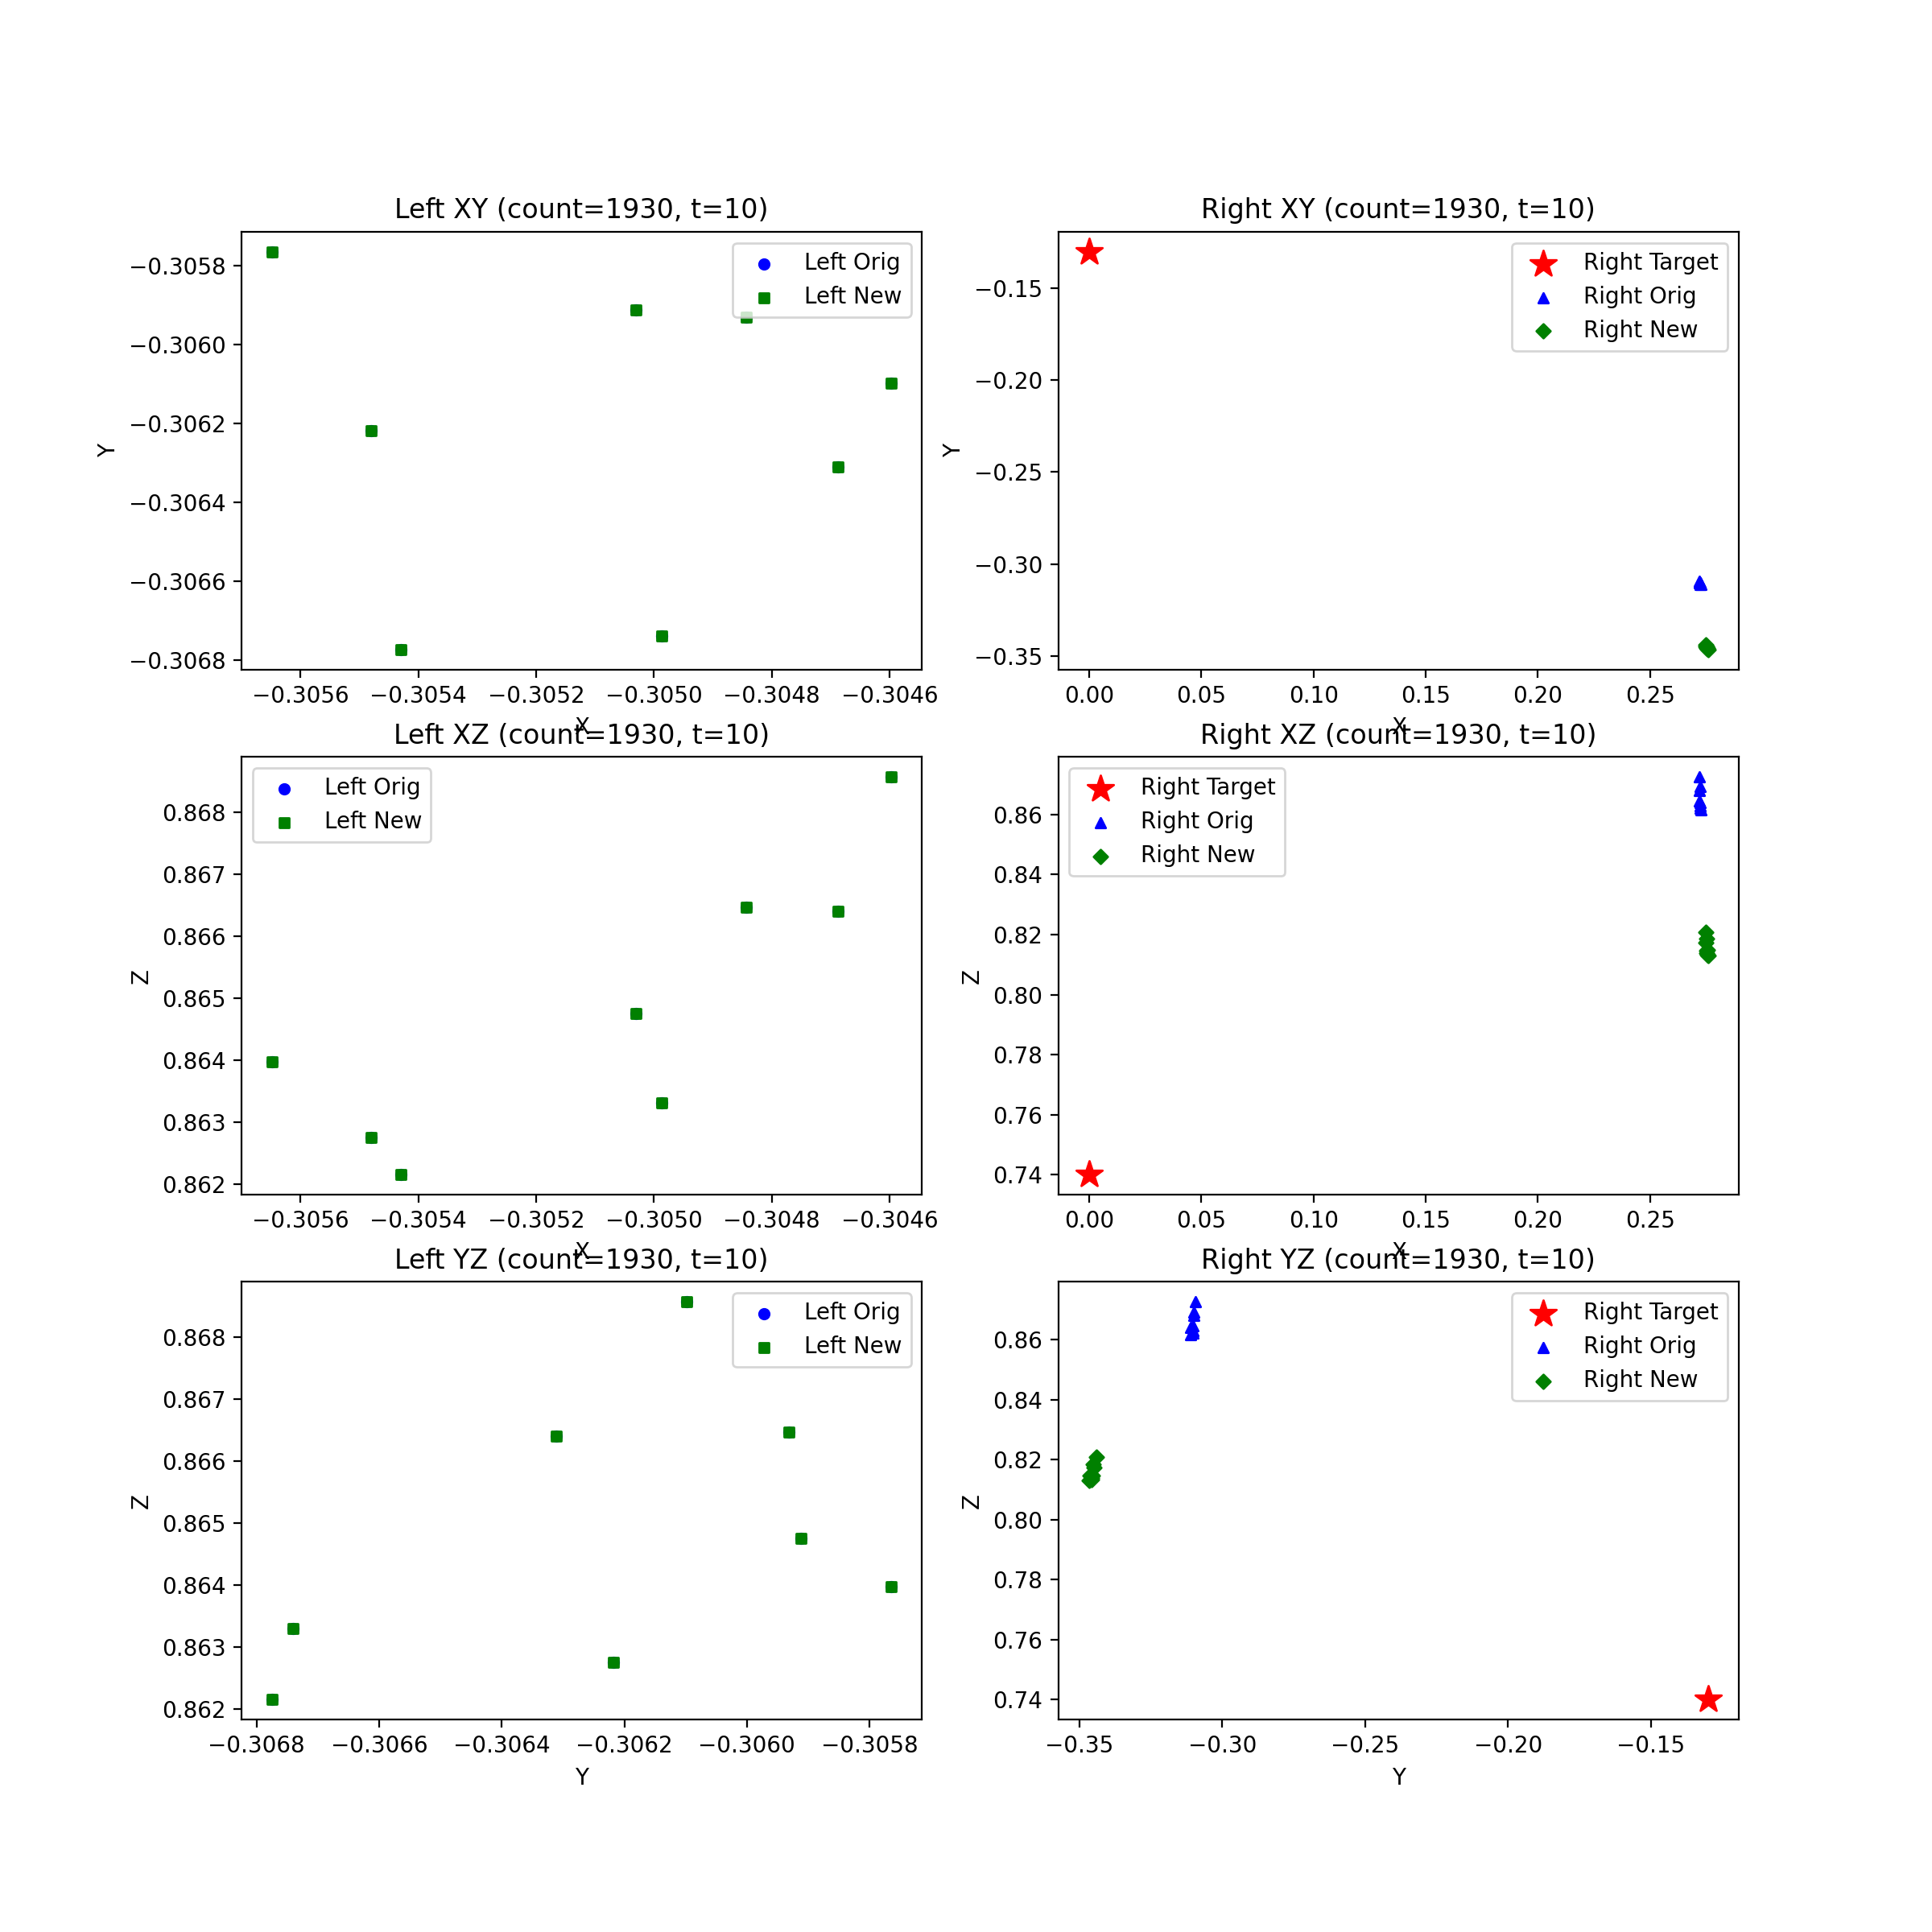 Left XY (count=1930, t=10)
Left Orig
Left New
−0.3058
−0.3060
−0.3062
−0.3064
−0.3066
−0.3068
Y
−0.3056 −0.3054 −0.3052 −0.3050 −0.3048 −0.3046
X
Right XY (count=1930, t=10)
Right Target
Right Orig
Right New
−0.15
−0.20
−0.25
−0.30
−0.35
Y
0.00 0.05 0.10 0.15 0.20 0.25
X
Left XZ (count=1930, t=10)
Left Orig
Left New
0.868
0.867
0.866
0.865
0.864
0.863
0.862
Z
−0.3056 −0.3054 −0.3052 −0.3050 −0.3048 −0.3046
X
Right XZ (count=1930, t=10)
Right Target
Right Orig
Right New
0.86
0.84
0.82
0.80
0.78
0.76
0.74
Z
0.00 0.05 0.10 0.15 0.20 0.25
X
Left YZ (count=1930, t=10)
Left Orig
Left New
0.868
0.867
0.866
0.865
0.864
0.863
0.862
Z
−0.3068 −0.3066 −0.3064 −0.3062 −0.3060 −0.3058
Y
Right YZ (count=1930, t=10)
Right Target
Right Orig
Right New
0.86
0.84
0.82
0.80
0.78
0.76
0.74
Z
−0.35 −0.30 −0.25 −0.20 −0.15
Y